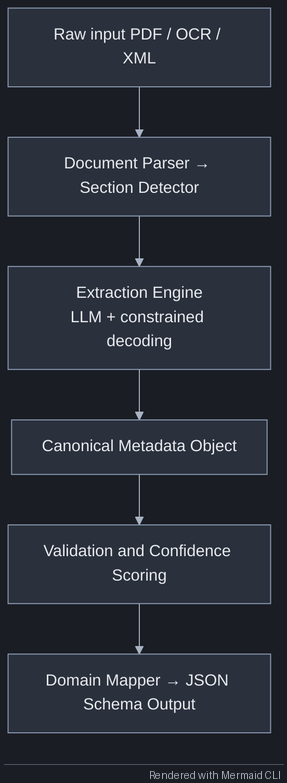 Raw input PDF / OCR /
XML
Document Parser →
Section Detector
Extraction Engine
LLM + constrained
decoding
Canonical Metadata Object
Validation and Confidence
Scoring
Domain Mapper → JSON
Schema Output
Rendered with Mermaid CLI